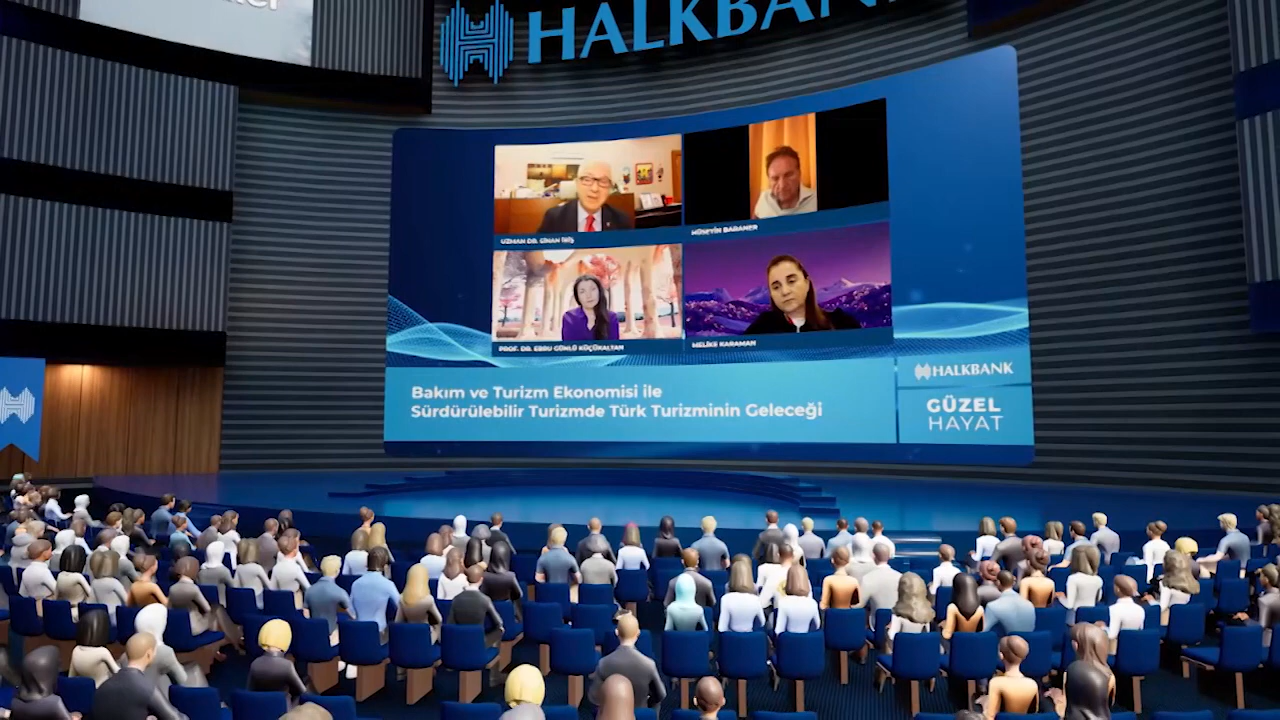 HALKBANK
UZMAN DR. SİNAN İBİŞ
HÜSEYİN BARANER
PROF. DR. EBRU GÜNLÜ KÜÇÜKALTAN
MELİKE KARAMAN
Bakım ve Turizm Ekonomisi ile
Sürdürülebilir Turizmde Türk Turizminin Geleceği
HALKBANK
GÜZEL
HAYAT